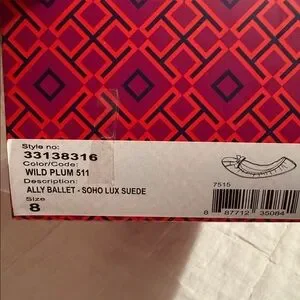 Style no:
33138316
Color/Code:
WILD PLUM 511
Description:
ALLY BALLET - SOHO LUX SUEDE
Size
8
7515
8 87712 35084